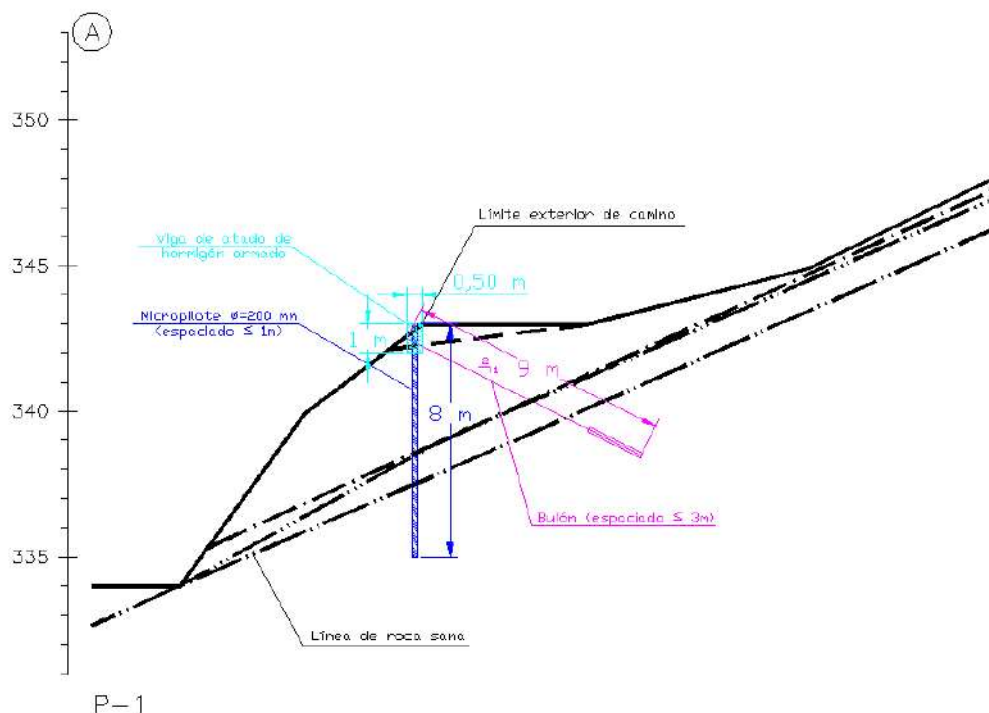 A
350
345
340
335
Límite exterior de camino
Viga de atado de
hormigón armado
0,50 m
Micropilote ø=200 mm
(espaciado ≤ 1m)
1 m
9 m
8 m
Bulón (espaciado ≤ 3m)
Línea de roca sana
P-1